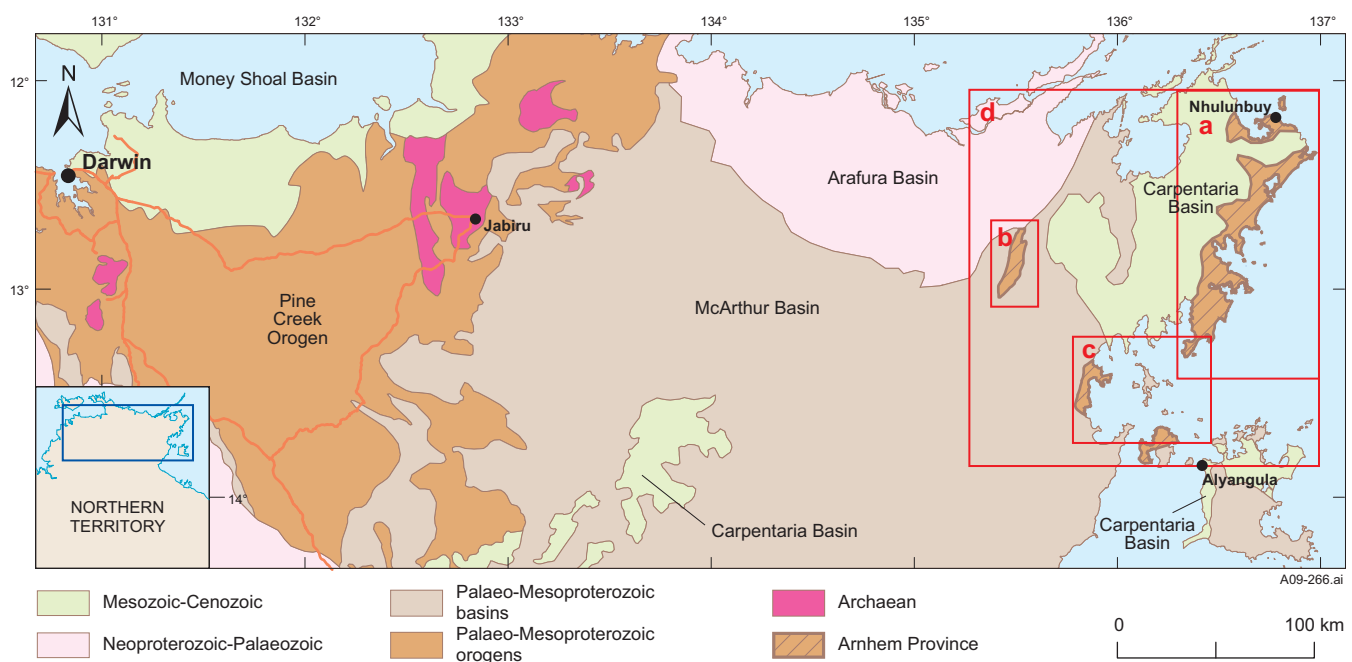 131°
132°
133°
134°
135°
136°
137°
12°
13°
14°
N
Money Shoal Basin
Darwin
Jabiru
Pine
Creek
Orogen
McArthur Basin
Arafura Basin
d
a
b
c
Nhulunbuy
Carpentaria
Basin
Alyangula
Carpentaria
Basin
Carpentaria Basin
NORTHERN
TERRITORY
A09-266.ai
Mesozoic-Cenozoic
Neoproterozoic-Palaeozoic
Palaeo-Mesoproterozoic
basins
Palaeo-Mesoproterozoic
orogens
Archaean
Arnhem Province
0 100 km